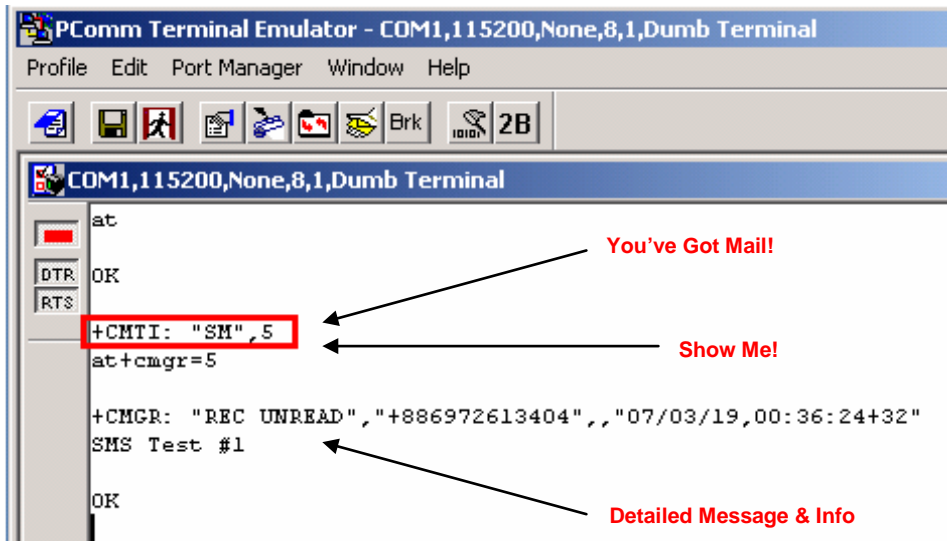 PComm Terminal Emulator - COM1,115200,None,8,1,Dumb Terminal
Profile Edit Port Manager Window Help
Brk 2B
COM1,115200,None,8,1,Dumb Terminal
DTR
RTS
at
OK
+CMTI: "SM",5
at+cmgr=5
+CMGR: "REC UNREAD","+886972613404",,"07/03/19,00:36:24+32"
SMS Test #1
OK
You've Got Mail!
Show Me!
Detailed Message & Info